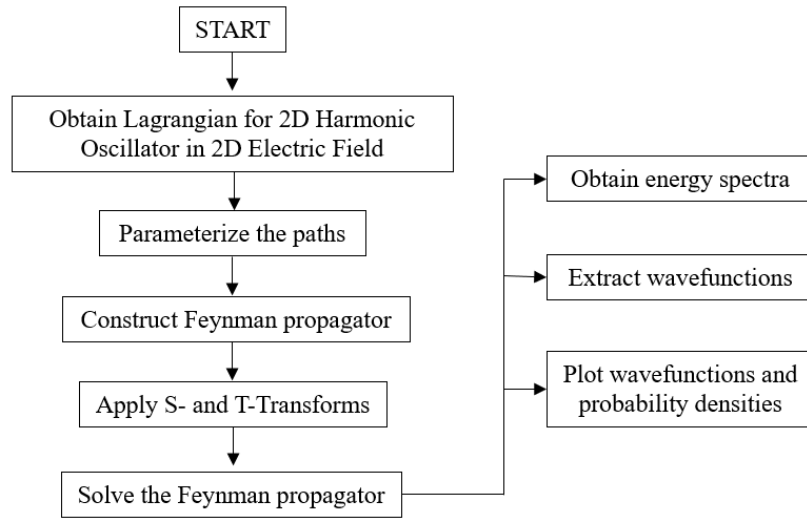 START
Obtain Lagrangian for 2D Harmonic
Oscillator in 2D Electric Field
Parameterize the paths
Construct Feynman propagator
Apply S- and T-Transforms
Solve the Feynman propagator
Obtain energy spectra
Extract wavefunctions
Plot wavefunctions and
probability densities